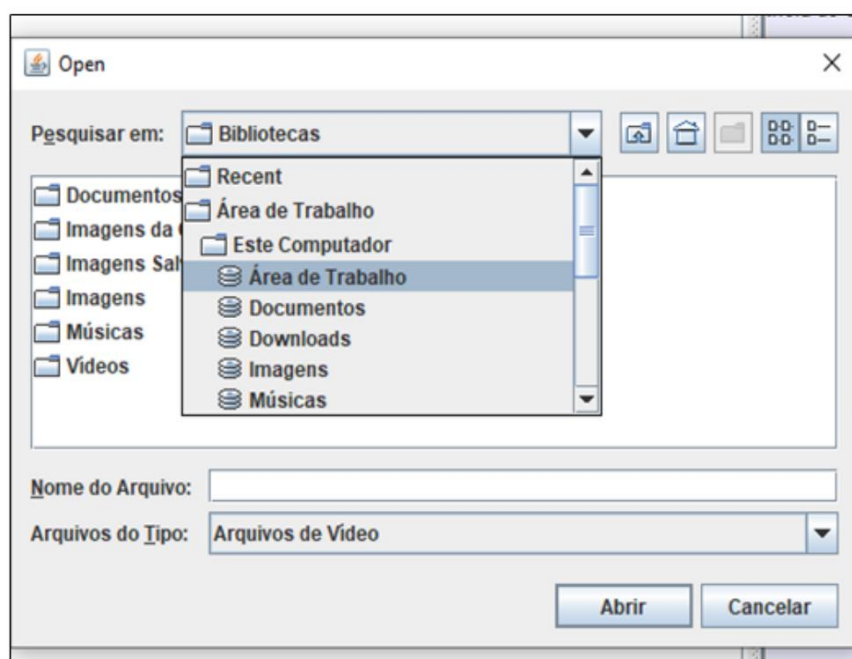 Open
Pesquisar em: Bibliotecas
Recent
Área de Trabalho
Este Computador
Área de Trabalho
Documentos
Downloads
Imagens
Músicas
Documentos
Imagens da
Imagens
Imagens
Músicas
Vídeos
Nome do Arquivo:
Arquivos do Tipo: Arquivos de Vídeo
Abrir Cancelar